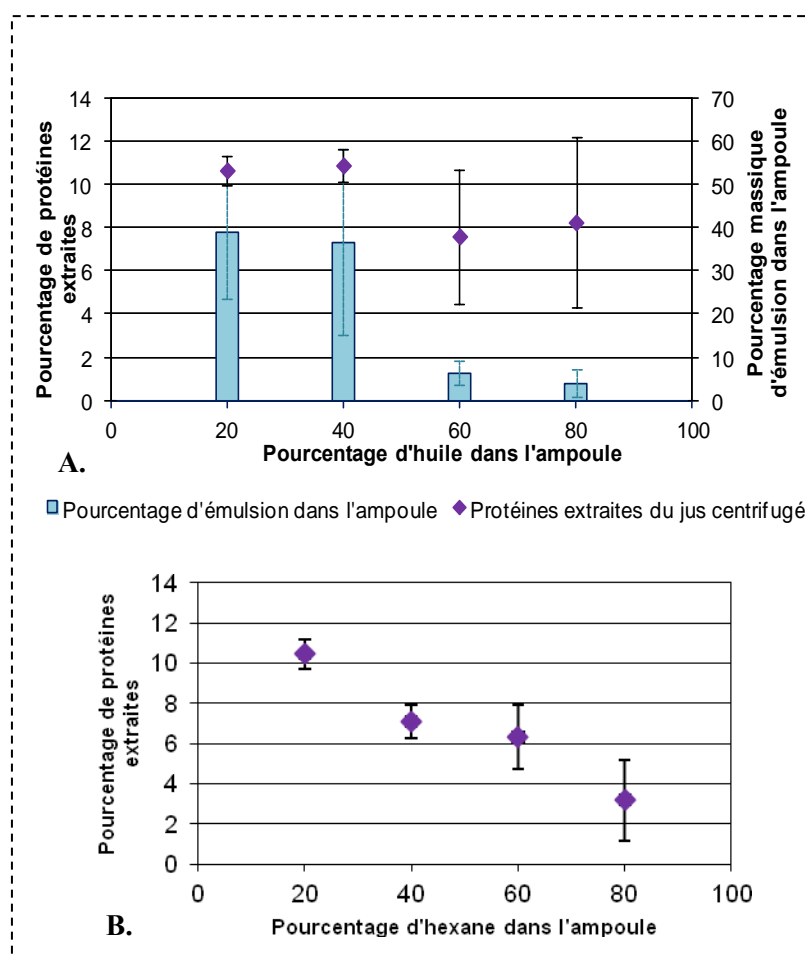 14
12
10
8
6
4
2
0
Pourcentage de protéines
extraites
70
60
50
40
30
20
10
0
Pourcentage massique
d'émulsion dans l'ampoule
0 20 40 60 80 100
Pourcentage d'huile dans l'ampoule
A.
Pourcentage d'émulsion dans l'ampoule Protéines extraites du jus centrifugé
14
12
10
8
6
4
2
0
Pourcentage de protéines
extraites
0 20 40 60 80 100
Pourcentage d'hexane dans l'ampoule
B.